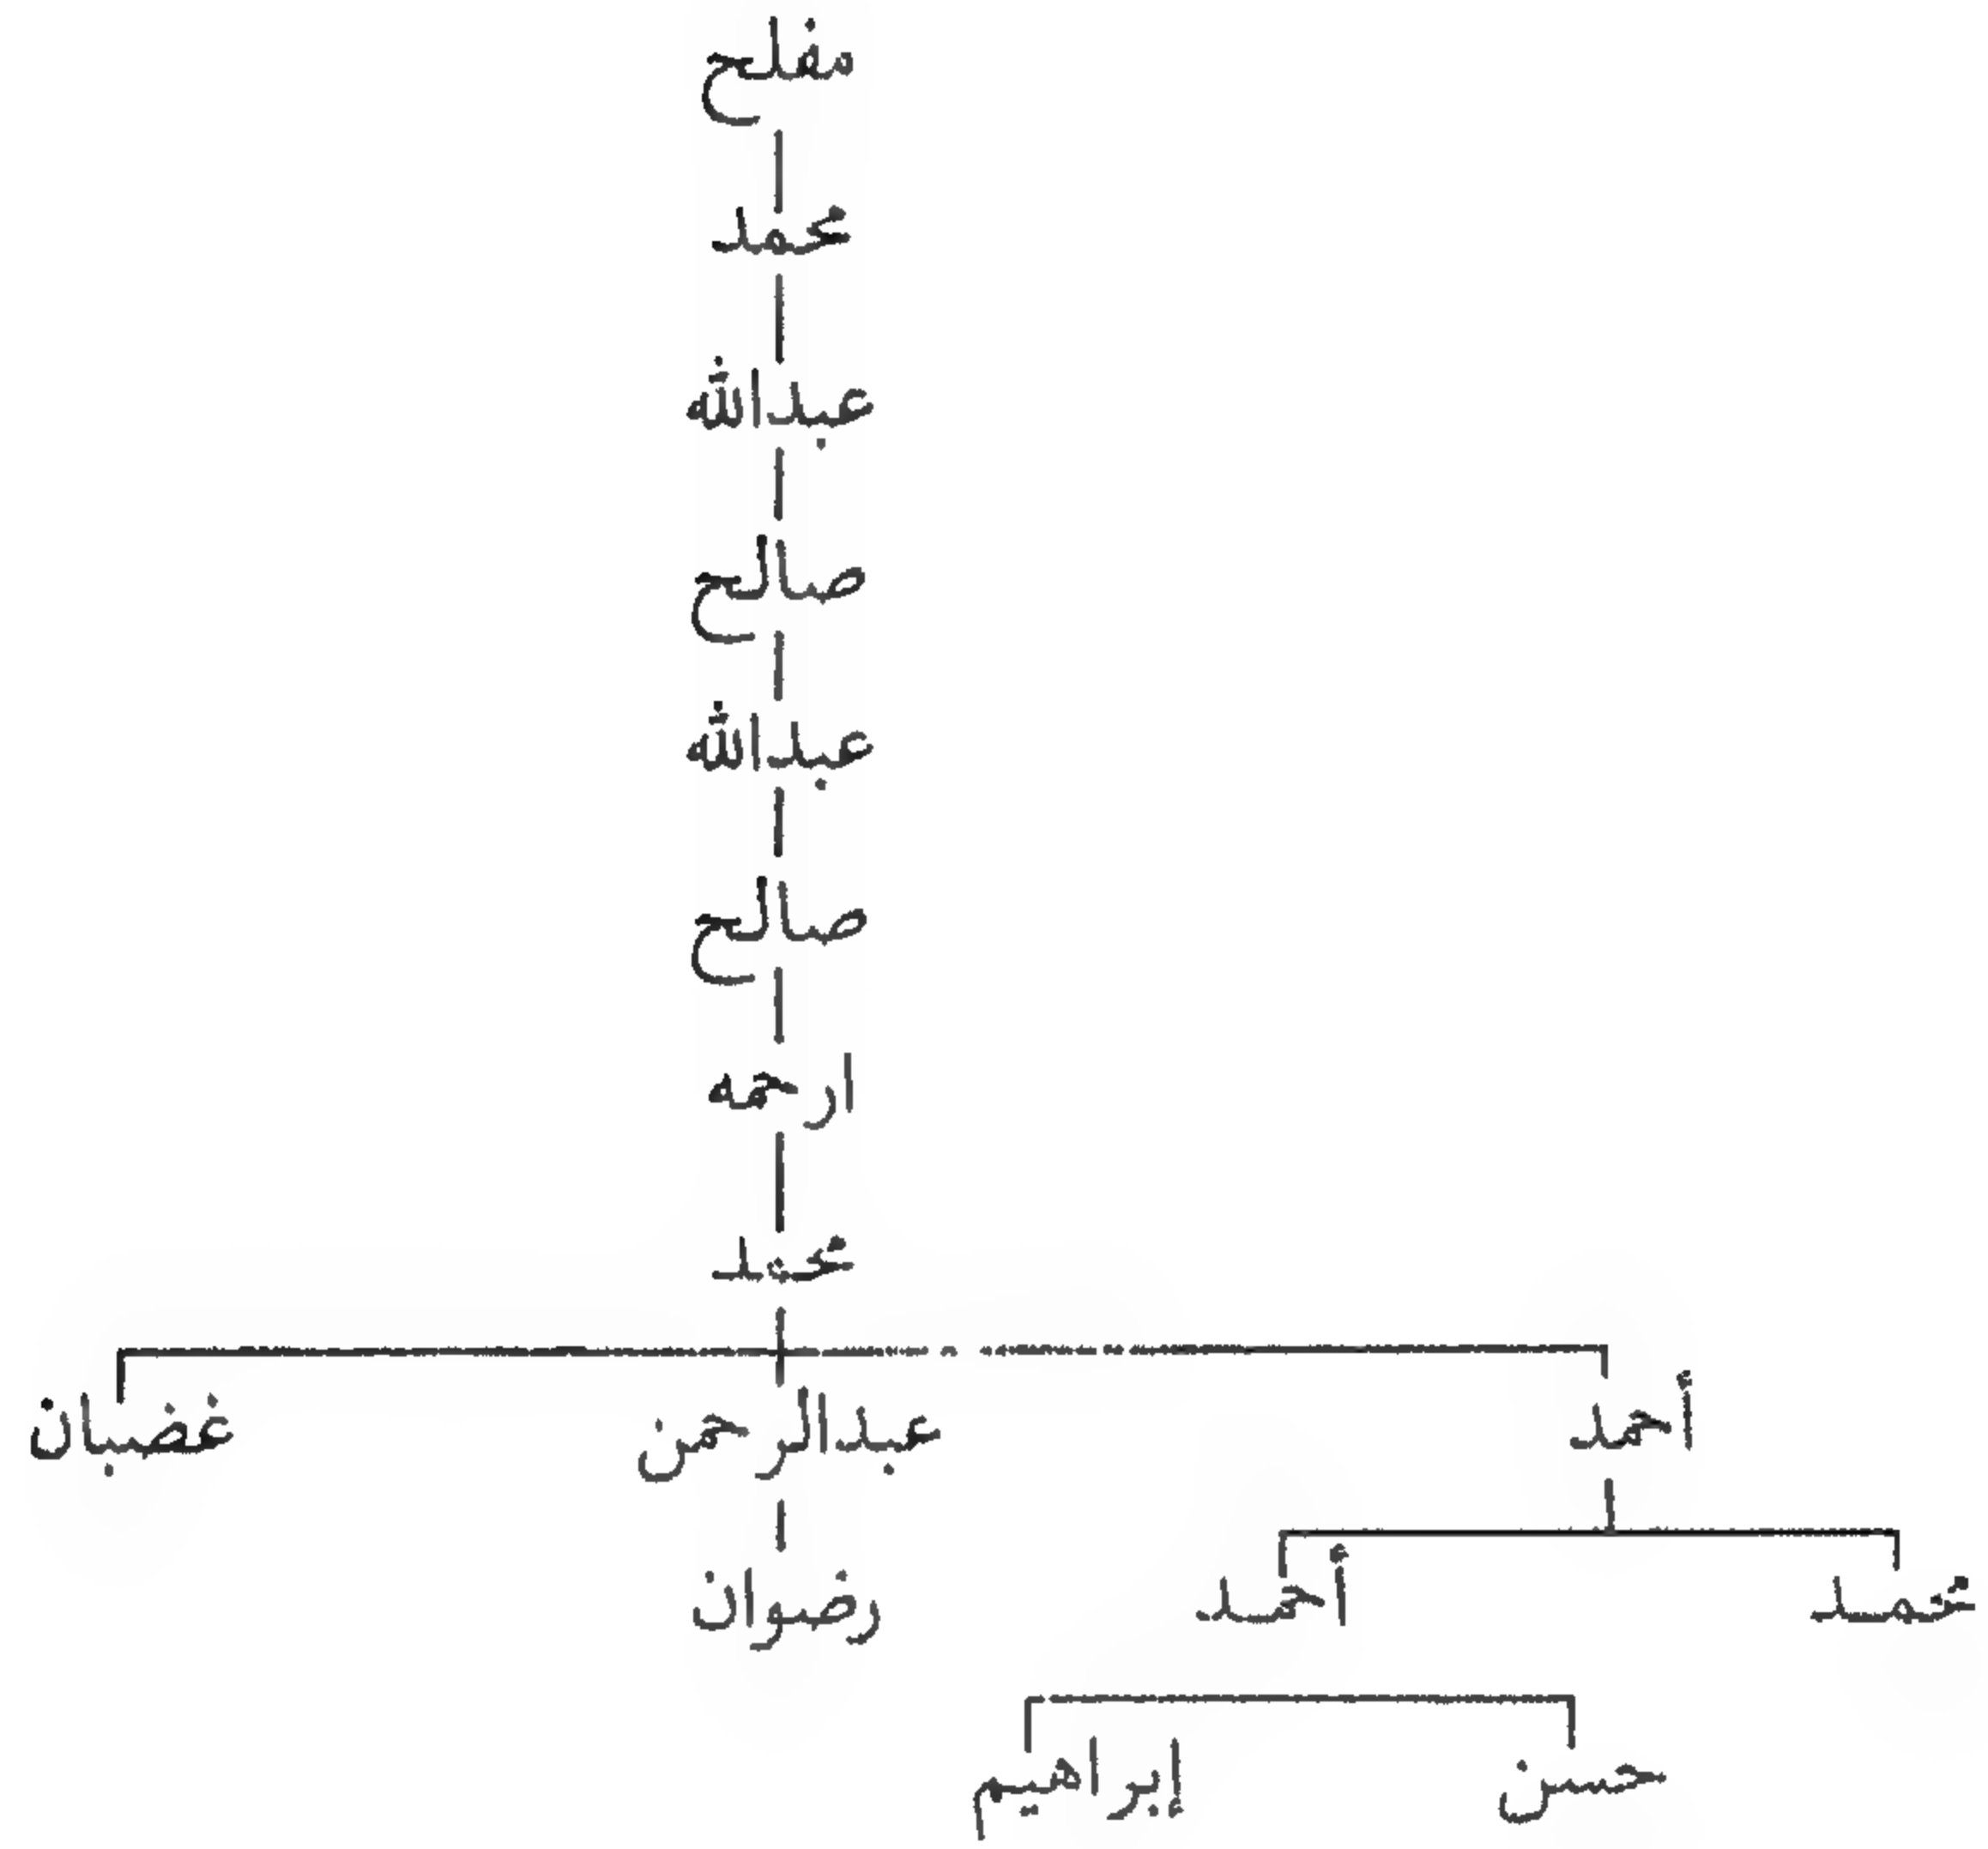 مفلح
محمد
عبدالله
صالح
عبدالله
صالح
ارحمه
محمد
أحمد عبدالرحمن غضبان
محمد أحمد رضوان
حسن إبراهيم